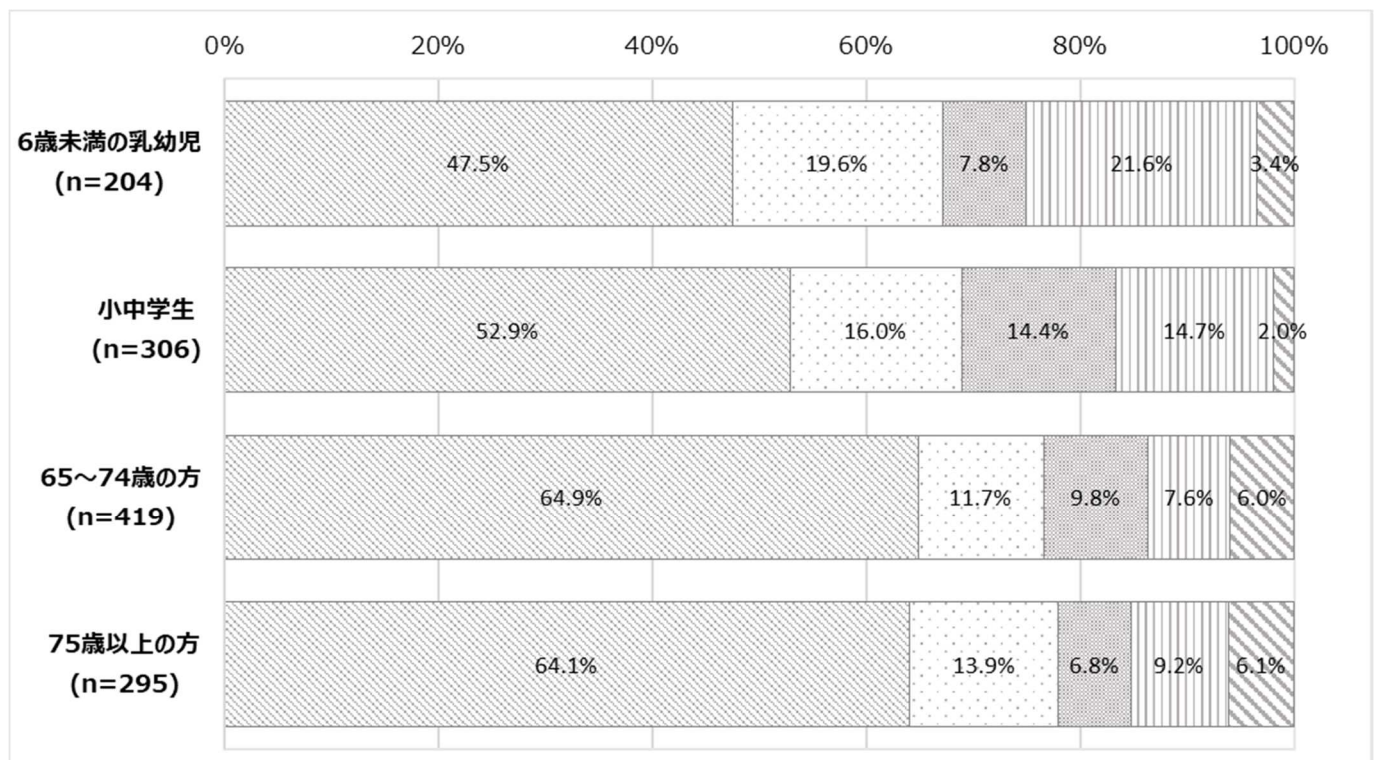 0% 20% 40% 60% 80% 100%
6歳未満の乳幼児
(n=204)
47.5% 19.6% 7.8% 21.6% 3.4%
小中学生
(n=306)
52.9% 16.0% 14.4% 14.7% 2.0%
65～74歳の方
(n=419)
64.9% 11.7% 9.8% 7.6% 6.0%
75歳以上の方
(n=295)
64.1% 13.9% 6.8% 9.2% 6.1%